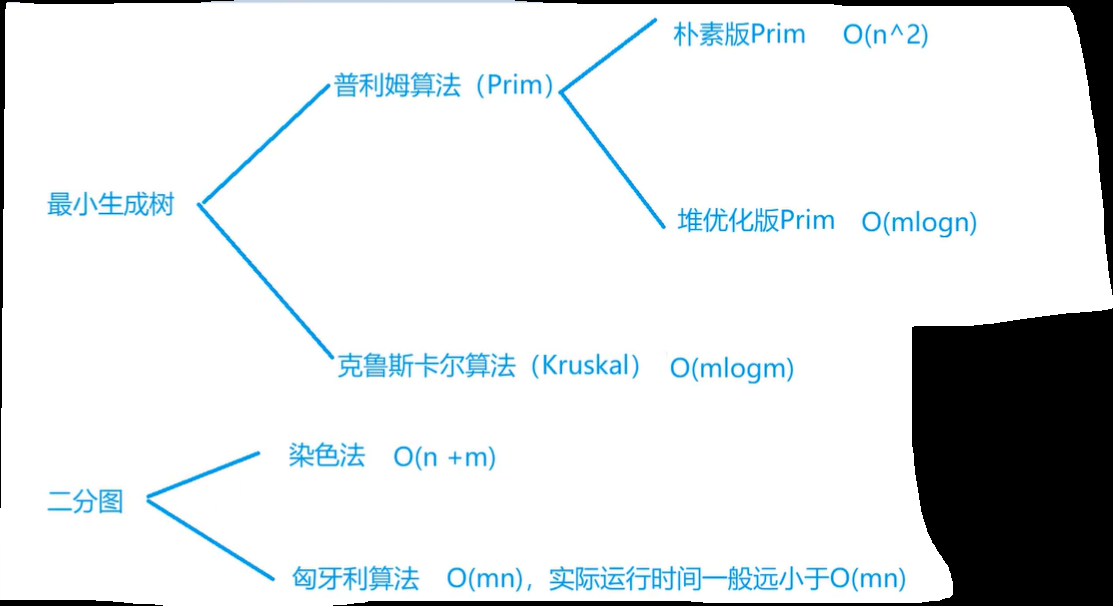 朴素版Prim O(n^2)
普利姆算法（Prim）
最小生成树
堆优化版Prim O(mlogn)
克鲁斯卡尔算法（Kruskal） O(mlogm)
染色法 O(n +m)
二分图
匈牙利算法 O(mn)，实际运行时间一般远小于O(mn)